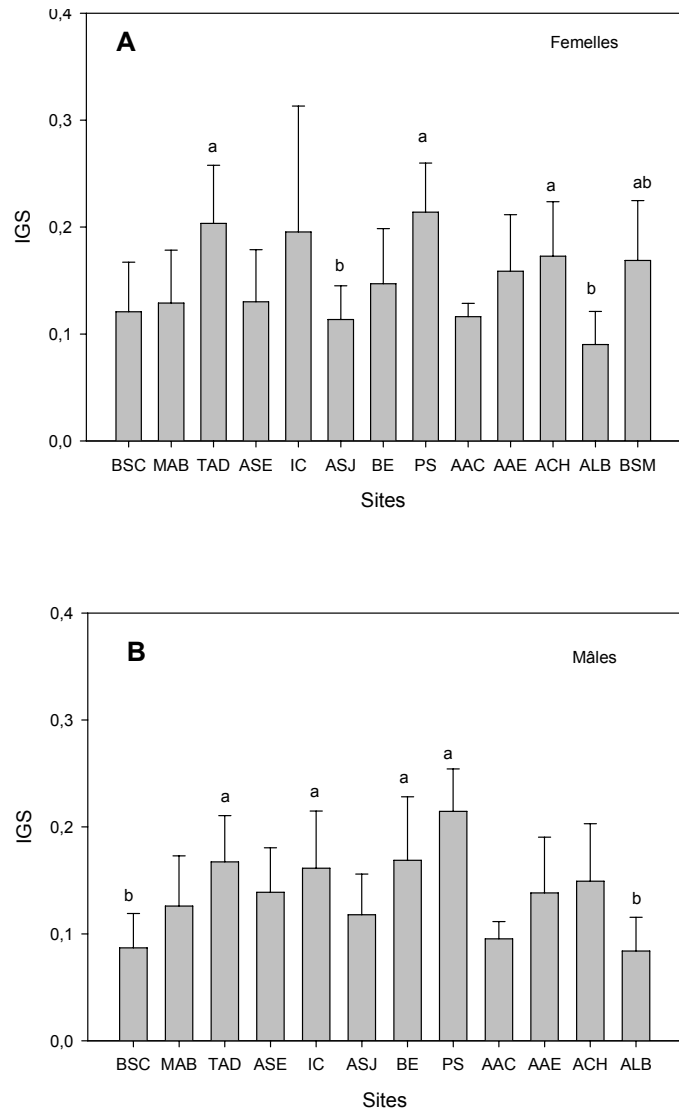 0,4
A
Femelles
0,3
a
a
a
ab
IGS
0,2
b
b
0,1
0,0
BSC MAB TAD ASE IC ASJ BE PS AAC AAE ACH ALB BSM
Sites
0,4
B
Mâles
0,3
a
a
a
a
IGS
0,2
b
b
0,1
0,0
BSC MAB TAD ASE IC ASJ BE PS AAC AAE ACH ALB
Sites